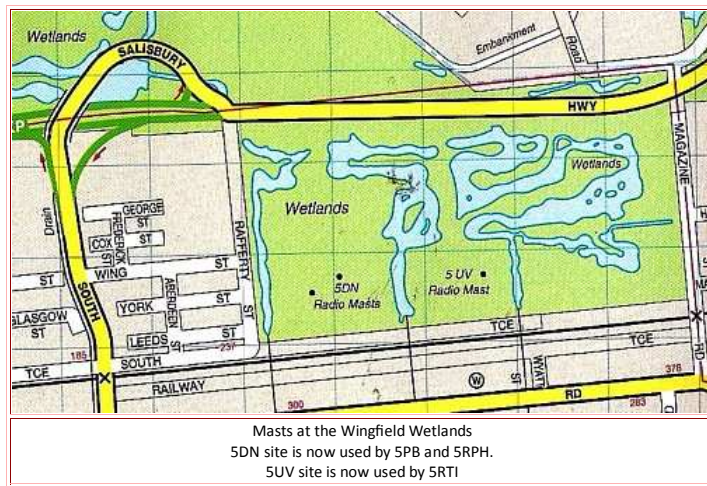 Wetlands
SALISBURY
Embankment
Road
HWY
MAGAZINE
RD
Wetlands
Wetlands
Drain
GEORGE
ST
FREDERICK
ST
COX
ST
WING
ST
RAFFERTY
ST
5DN
Radio Masts
5 UV
Radio Mast
SOUTH
ST
YORK
ST
ABERDEEN
ST
GLASGOW
ST
LEEDS
ST
237
185
TCE
SOUTH
TCE
TCE
RAILWAY
WYATT
ST
W
RD
300
378
283
Masts at the Wingfield Wetlands
5DN site is now used by 5PB and 5RPH.
5UV site is now used by 5RTI